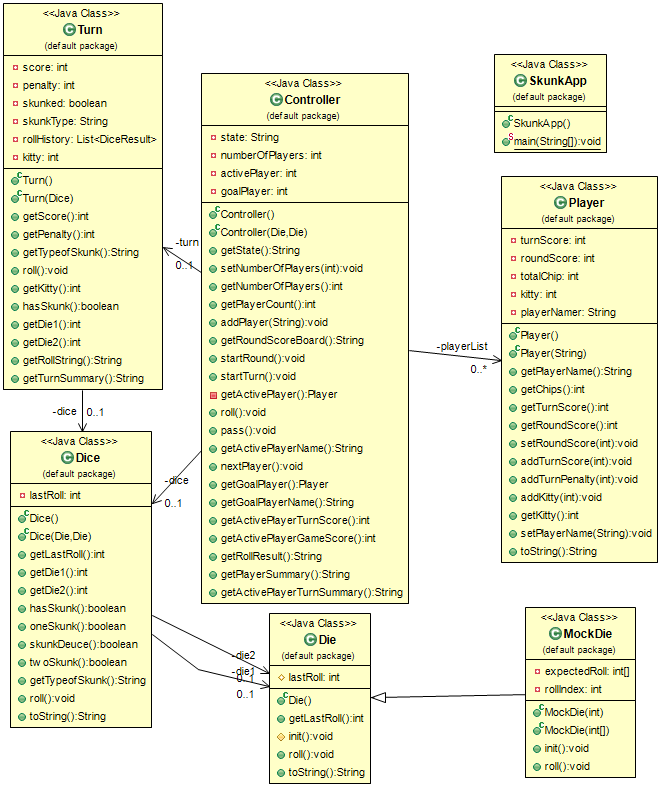 <<Java Class>>
Turn
(default package)
score: int
penalty: int
skunked: boolean
skunkType: String
rollHistory: List<DiceResult>
kitty: int
Turn()
Turn(Dice)
getScore():int
getPenalty():int
getTypeofSkunk():String
roll():void
getKitty():int
hasSkunk():boolean
getDie1():int
getDie2():int
getRollString():String
getTurnSummary():String
<<Java Class>>
Controller
(default package)
state: String
numberOfPlayers: int
activePlayer: int
goalPlayer: int
Controller()
Controller(Die,Die)
getState():String
setNumberOfPlayers(int):void
getNumberOfPlayers():int
getPlayerCount():int
addPlayer(String):void
getRoundScoreBoard():String
startRound():void
startTurn():void
getActivePlayer():Player
roll():void
pass():void
getActivePlayerName():String
nextPlayer():void
getGoalPlayer():Player
getGoalPlayerName():String
getActivePlayerTurnScore():int
getActivePlayerGameScore():int
getRollResult():String
getPlayerSummary():String
getActivePlayerTurnSummary():String
<<Java Class>>
SkunkApp
(default package)
SkunkApp()
main(String[]):void
<<Java Class>>
Player
(default package)
turnScore: int
roundScore: int
totalChip: int
kitty: int
playerNamer: String
Player()
Player(String)
getPlayerName():String
getChips():int
getTurnScore():int
getRoundScore():int
setRoundScore(int):void
addTurnScore(int):void
addTurnPenalty(int):void
addKitty(int):void
getKitty():int
setPlayerName(String):void
toString():String
-turn
0..1
-playerList
0..*
-dice
0..1
-dice
0..1
<<Java Class>>
Dice
(default package)
lastRoll: int
Dice()
Dice(Die,Die)
getLastRoll():int
getDie1():int
getDie2():int
hasSkunk():boolean
oneSkunk():boolean
skunkDeuce():boolean
twoSkunk():boolean
getTypeofSkunk():String
roll():void
toString():String
-die2
0..1
-die1
0..1
<<Java Class>>
Die
(default package)
lastRoll: int
Die()
getLastRoll():int
init():void
roll():void
toString():String
<<Java Class>>
MockDie
(default package)
expectedRoll: int[]
rollIndex: int
MockDie(int)
MockDie(int[])
init():void
roll():void